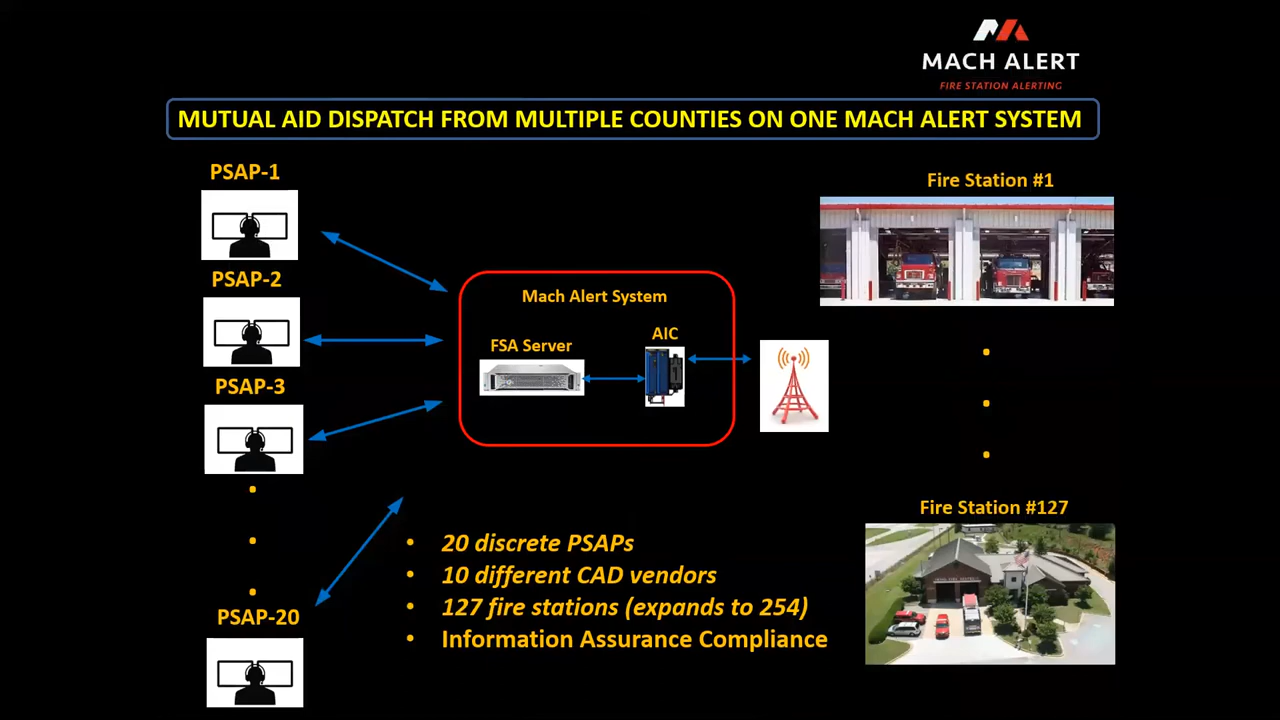 MACH ALERT
FIRE STATION ALERTING
MUTUAL AID DISPATCH FROM MULTIPLE COUNTIES ON ONE MACH ALERT SYSTEM
PSAP-1
PSAP-2
PSAP-3
PSAP-20
Mach Alert System
FSA Server
AIC
Fire Station #1
Fire Station #127
• 20 discrete PSAPs
• 10 different CAD vendors
• 127 fire stations (expands to 254)
• Information Assurance Compliance